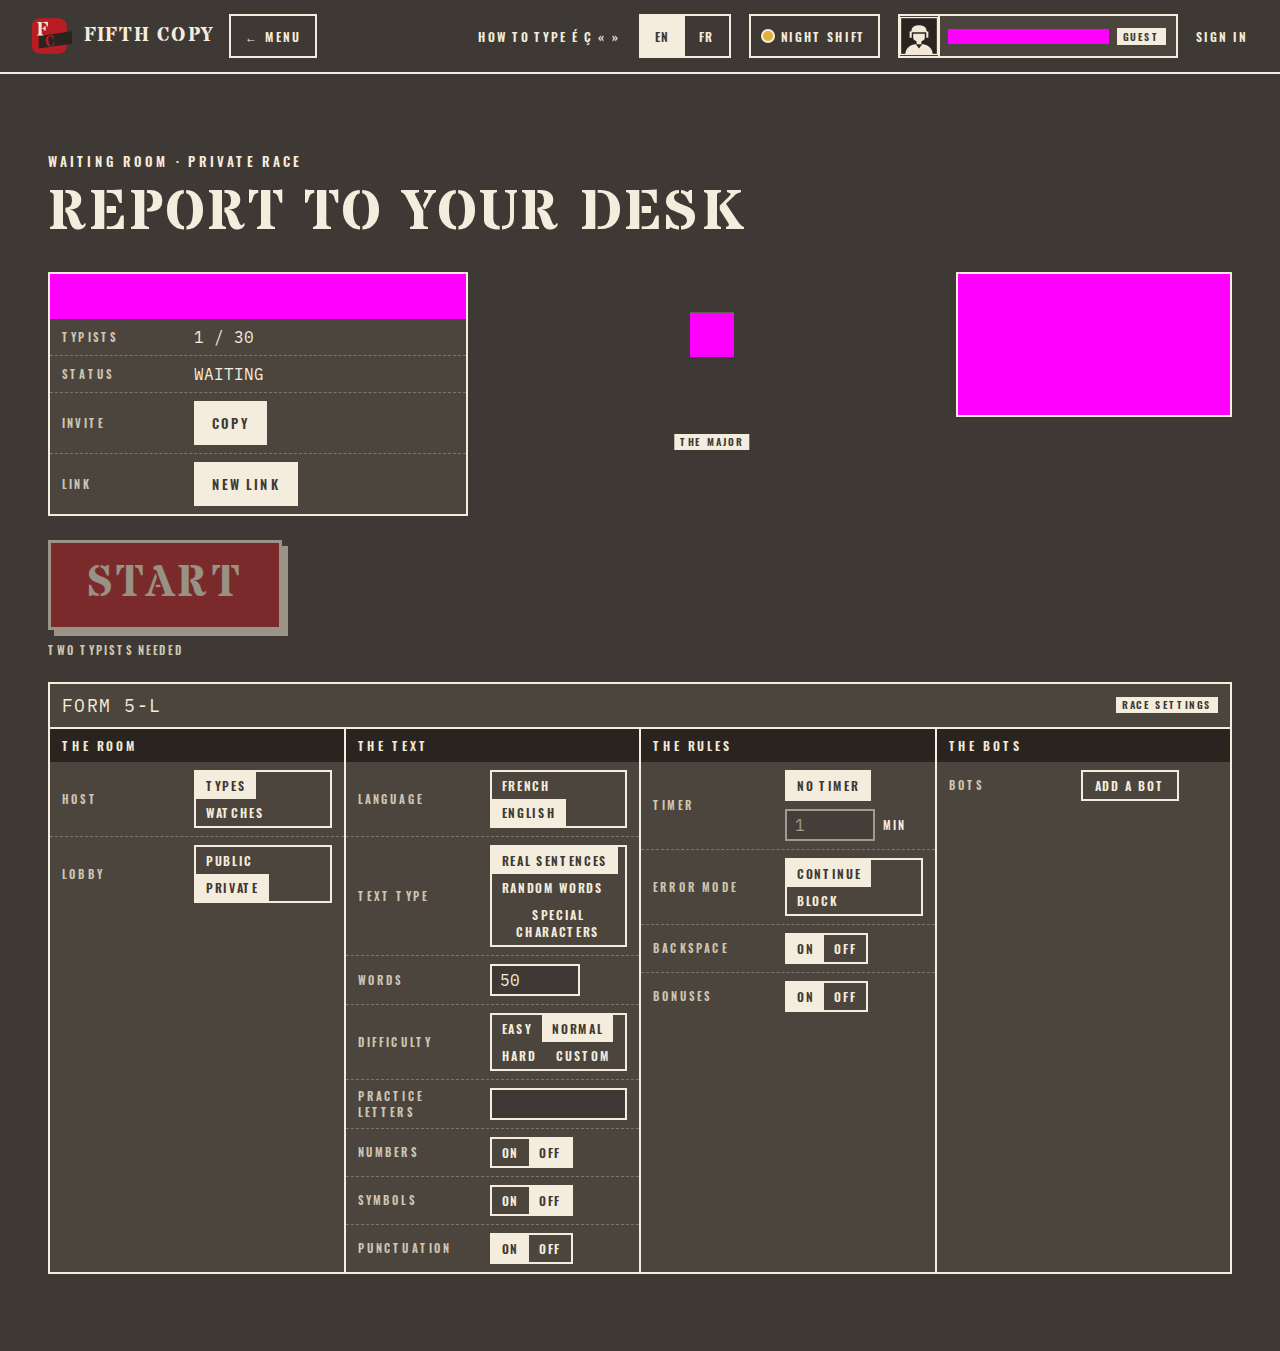 FIFTH COPY
← MENU
HOW TO TYPE É Ç « »
EN FR
NIGHT SHIFT
GUEST
SIGN IN
WAITING ROOM · PRIVATE RACE
REPORT TO YOUR DESK
TYPISTS 1 / 30
STATUS WAITING
INVITE COPY
LINK NEW LINK
THE MAJOR
START
TWO TYPISTS NEEDED
FORM 5-L
RACE SETTINGS
THE ROOM
HOST TYPES
WATCHES
LOBBY PUBLIC
PRIVATE
THE TEXT
LANGUAGE FRENCH
ENGLISH
TEXT TYPE REAL SENTENCES
RANDOM WORDS
SPECIAL
CHARACTERS
WORDS 50
DIFFICULTY EASY NORMAL
HARD CUSTOM
PRACTICE
LETTERS
NUMBERS ON OFF
SYMBOLS ON OFF
PUNCTUATION ON OFF
THE RULES
TIMER NO TIMER
1 MIN
ERROR MODE CONTINUE
BLOCK
BACKSPACE ON OFF
BONUSES ON OFF
THE BOTS
BOTS ADD A BOT